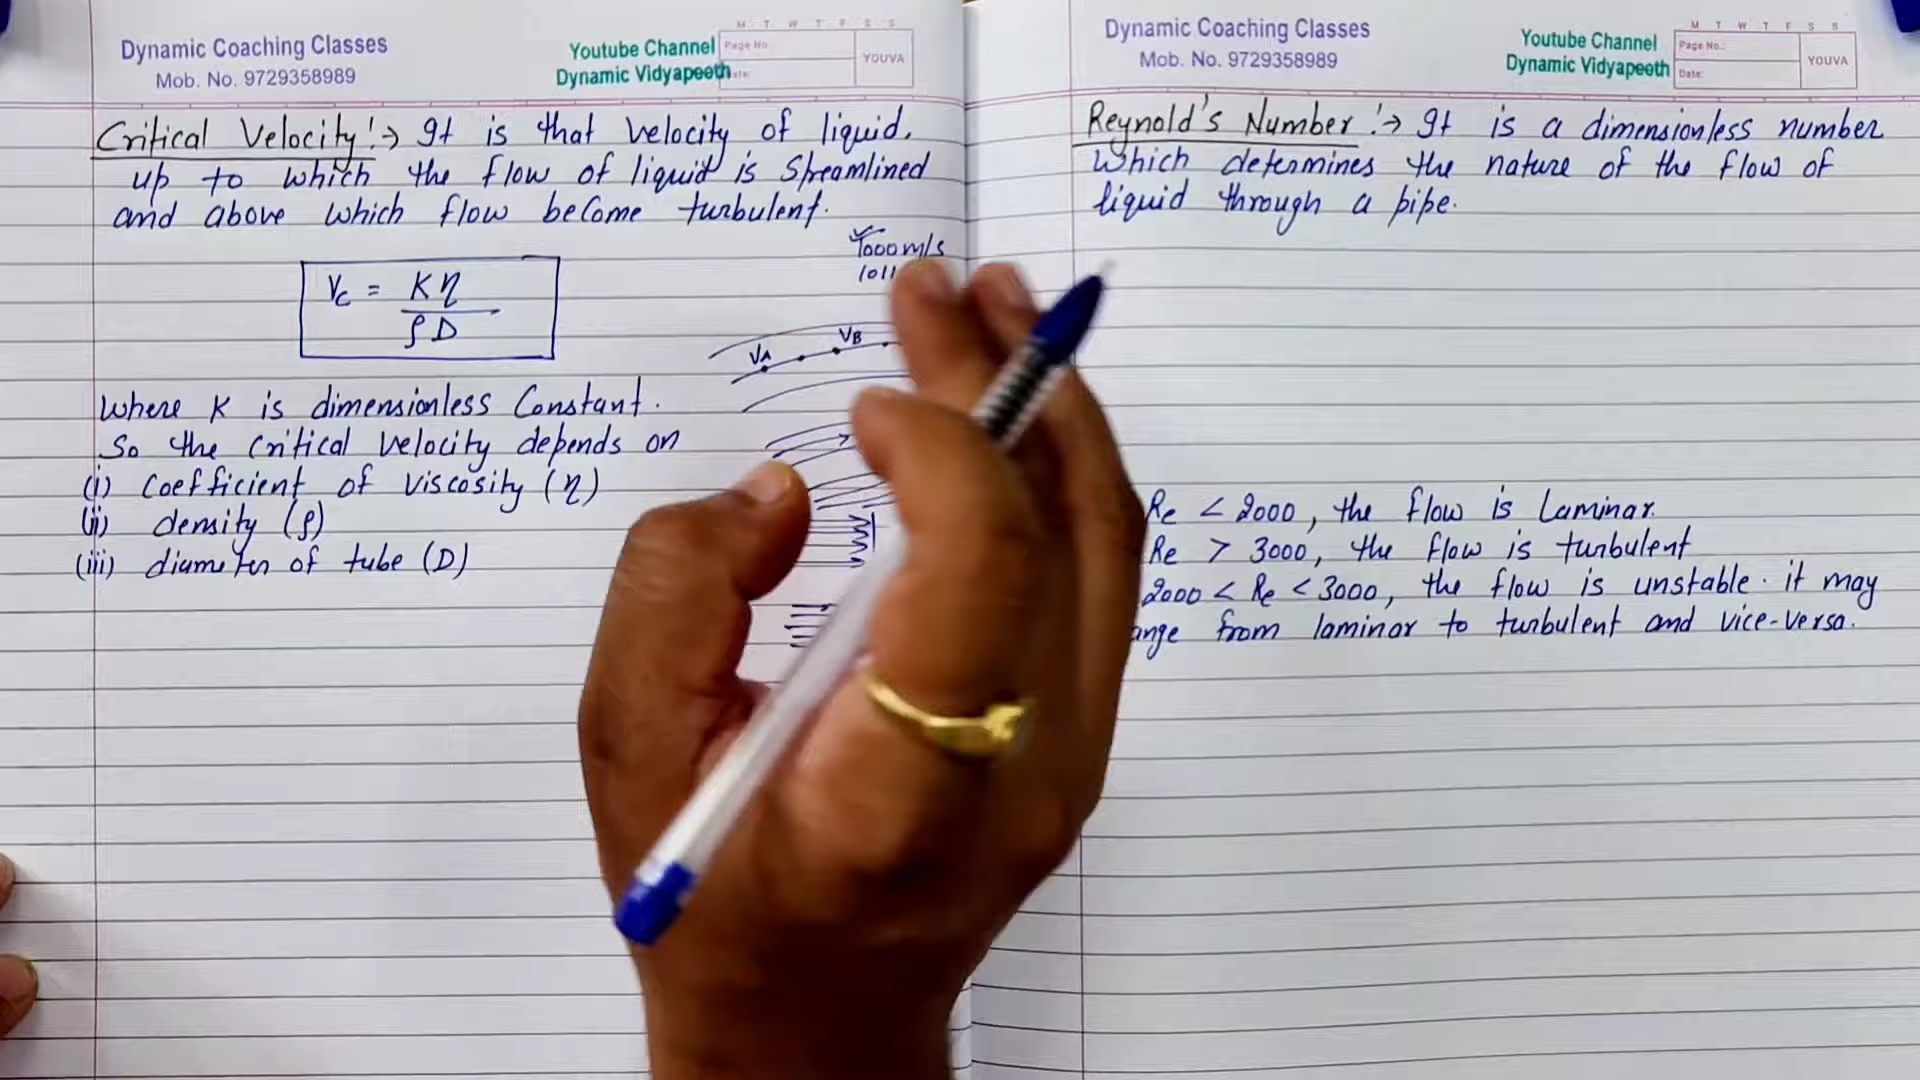 Dynamic Coaching Classes
Mob. No. 9729358989
Youtube Channel
Dynamic Vidyapeeth
M T W T F S S
Page No
YOUVA
Critical Velocity :→ It is that velocity of liquid.
up to which the flow of liquid is Streamlined
and above which flow become turbulent.
1000 m/s
Vc = Kη
ρD
VA
VB
Where K is dimensionless Constant.
So the critical velocity depends on
(i) coefficient of viscosity (η)
(ii) density (ρ)
(iii) diameter of tube (D)
Dynamic Coaching Classes
Mob. No. 9729358989
Youtube Channel
Dynamic Vidyapeeth
M T W T F S S
Page No.:
Date:
YOUVA
Reynold's Number :→ It is a dimensionless number
which determines the nature of the flow of
liquid through a pipe.
Re < 2000, the flow is Laminar.
Re > 3000, the flow is turbulent
2000 < Re < 3000, the flow is unstable. it may
from laminar to turbulent and vice-versa.